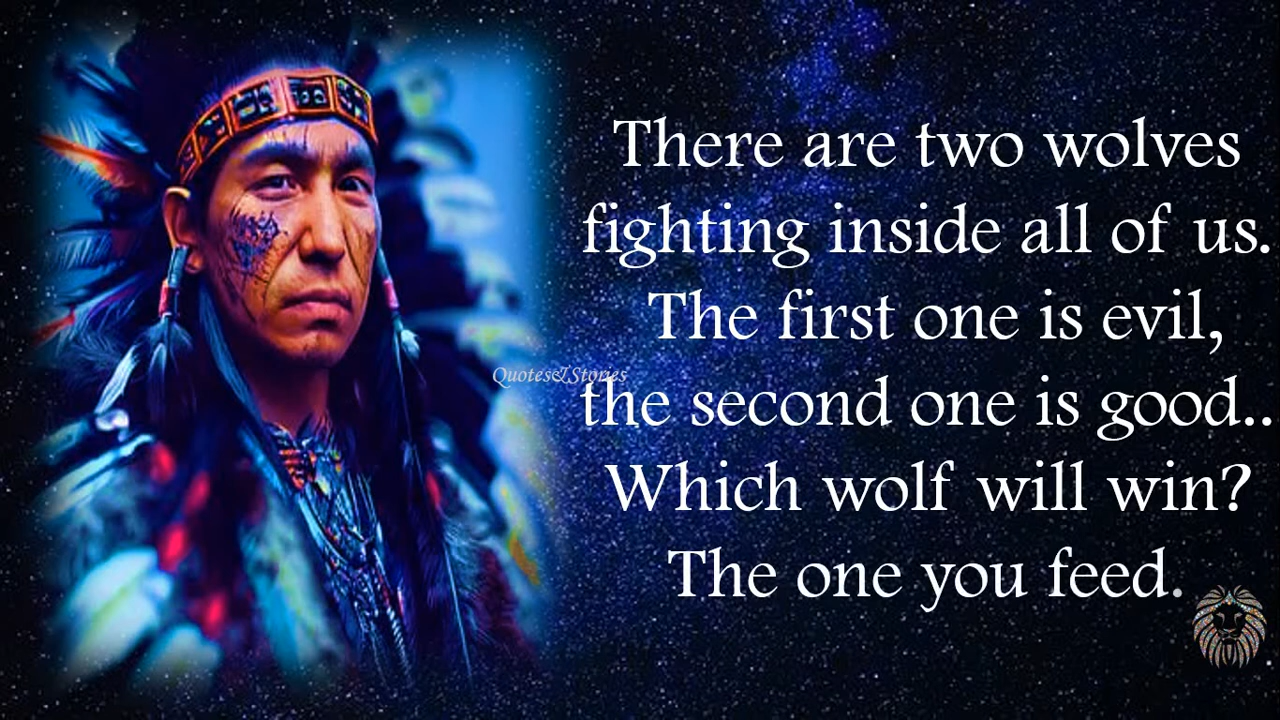 There are two wolves
fighting inside all of us.
The first one is evil,
Quotes&Stories
the second one is good..
Which wolf will win?
The one you feed.